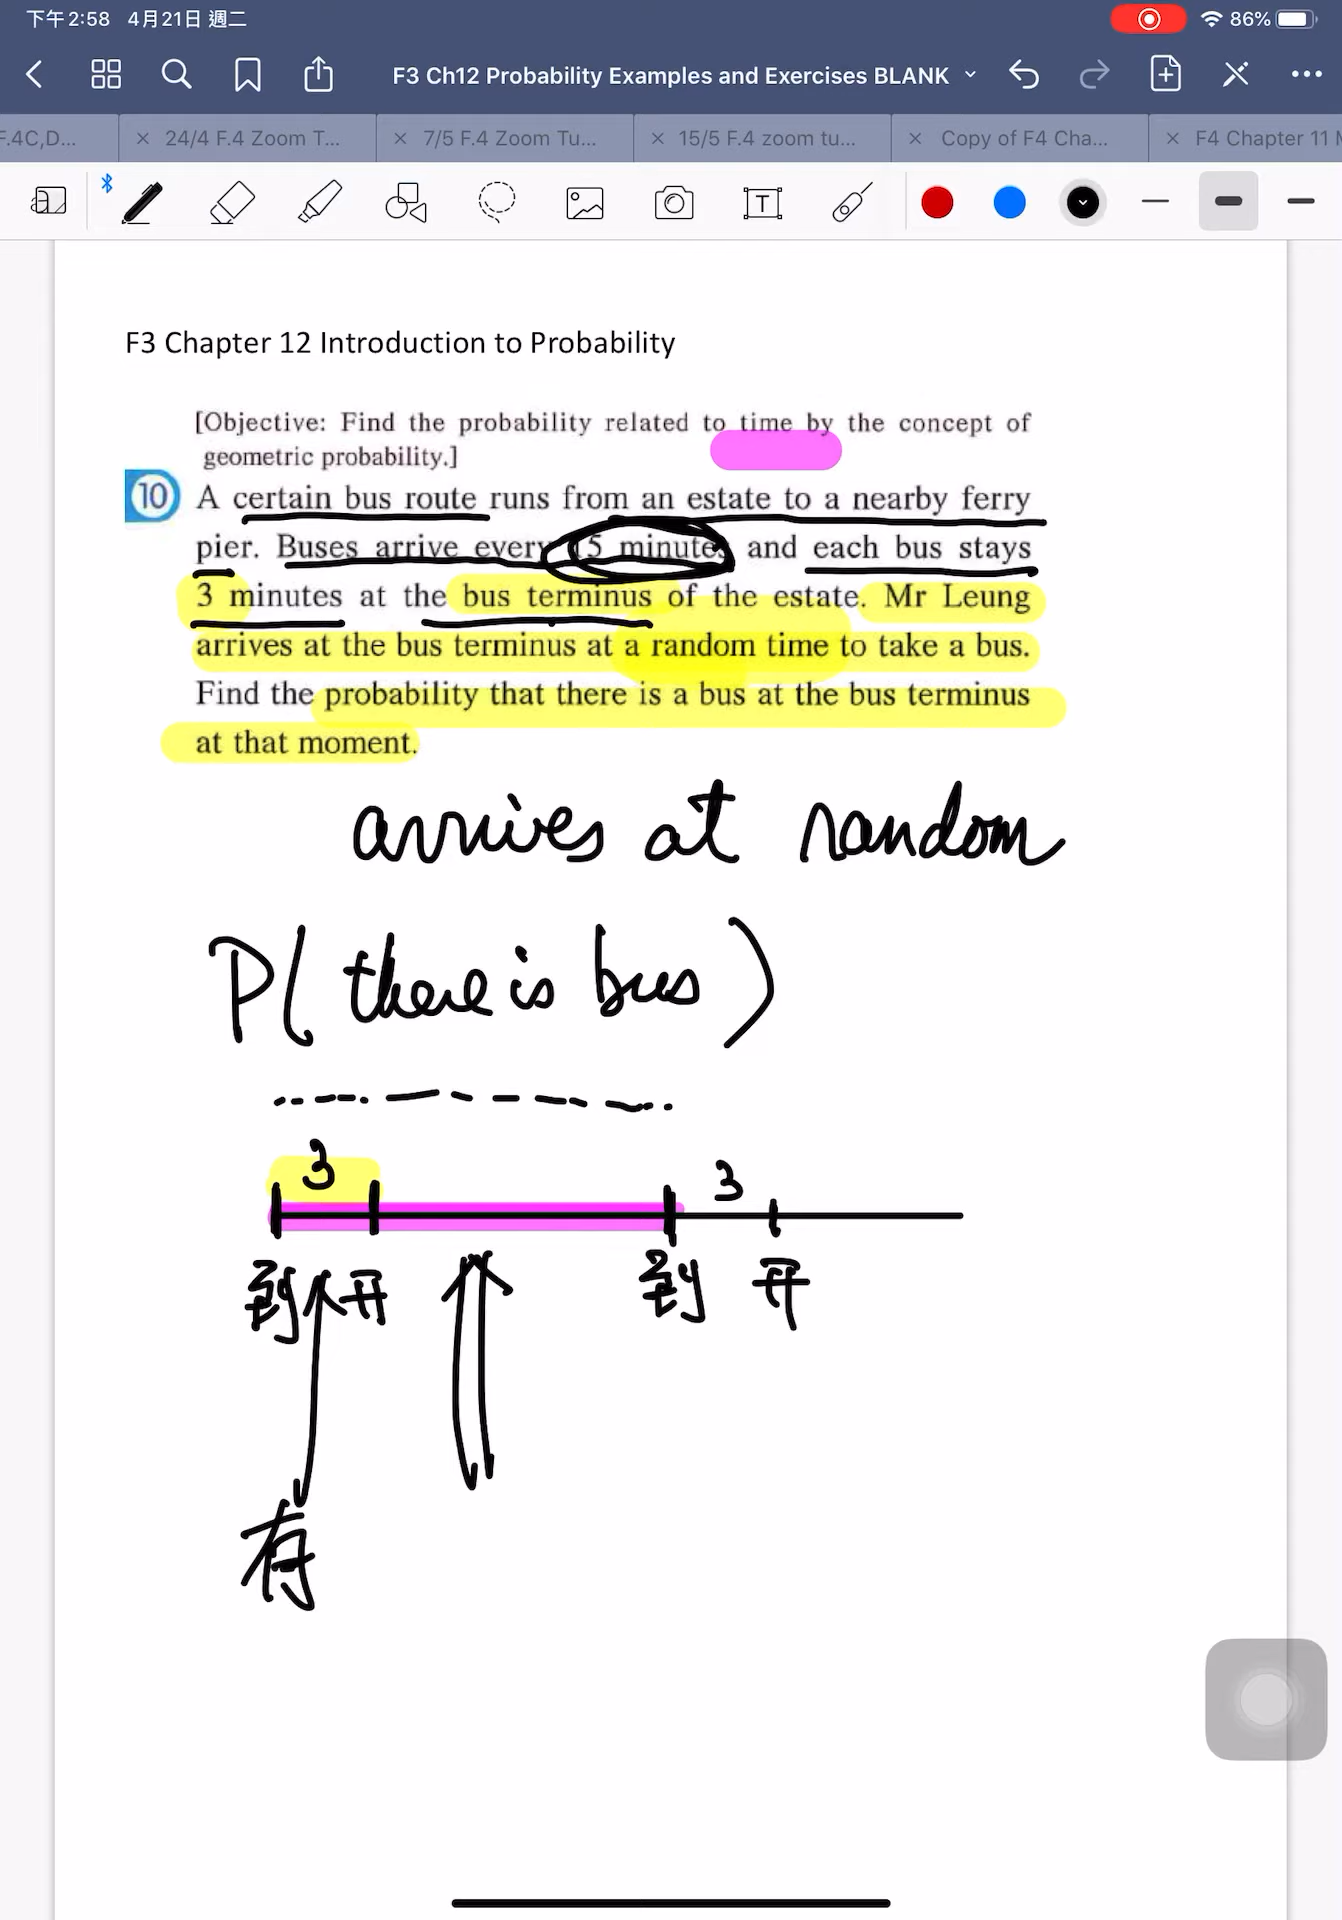 下午2:58 4月21日 週二 86%
F3 Ch12 Probability Examples and Exercises BLANK
F.4C,D... × 24/4 F.4 Zoom T... × 7/5 F.4 Zoom Tu... × 15/5 F.4 zoom tu... × Copy of F4 Cha... × F4 Chapter 11
F3 Chapter 12 Introduction to Probability
[Objective: Find the probability related to time by the concept of
geometric probability.]
10 A certain bus route runs from an estate to a nearby ferry
pier. Buses arrive every 15 minutes and each bus stays
3 minutes at the bus terminus of the estate. Mr Leung
arrives at the bus terminus at a random time to take a bus.
Find the probability that there is a bus at the bus terminus
at that moment.
arrives at random
P( there is bus )
3 3
到 开 到 开
有